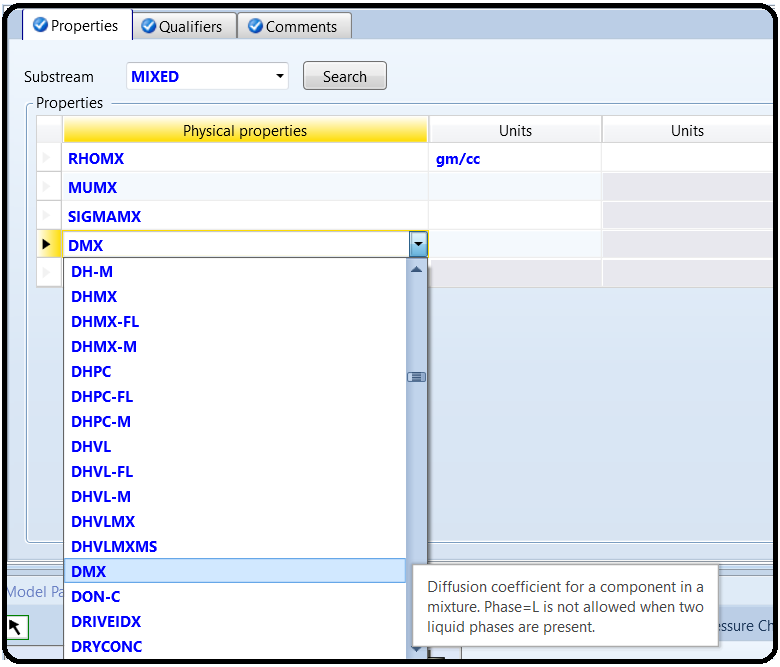 Properties Qualifiers Comments
Substream MIXED Search
Properties
Physical properties Units Units
RHOMX gm/cc
MUMX
SIGMAMX
DMX
DH-M
DHMX
DHMX-FL
DHMX-M
DHPC
DHPC-FL
DHPC-M
DHVL
DHVL-FL
DHVL-M
DHVLMX
DHVLMXMS
DMX
DON-C
DRIVEIDX
DRYCONC
Diffusion coefficient for a component in a
mixture. Phase=L is not allowed when two
liquid phases are present.
Model Pa
essure Ch